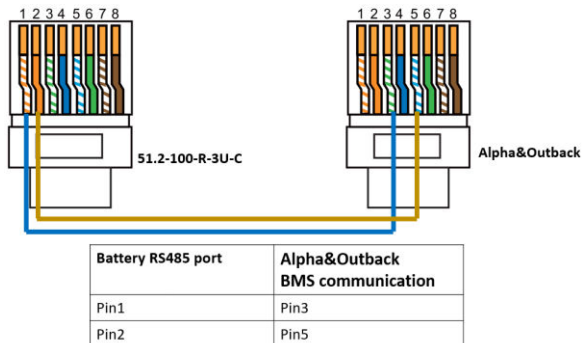 1 2 3 4 5 6 7 8
1 2 3 4 5 6 7 8
51.2-100-R-3U-C
Alpha&Outback
Battery RS485 port
Alpha&Outback
BMS communication
Pin1
Pin3
Pin2
Pin5